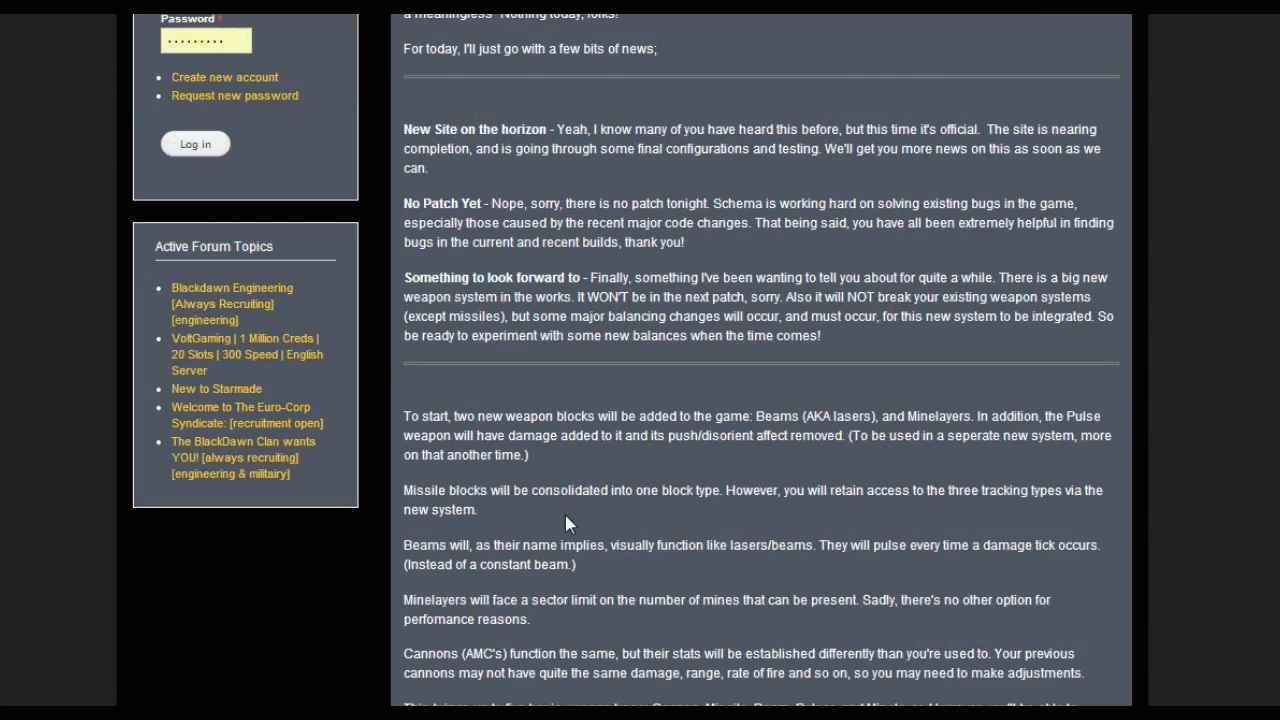 Password *
.........
Create new account
Request new password
Log in
Active Forum Topics
Blackdawn Engineering
[Always Recruiting]
[engineering]
VoltGaming | 1 Million Creds |
20 Slots | 300 Speed | English
Server
New to Starmade
Welcome to The Euro-Corp
Syndicate: [recruitment open]
The BlackDawn Clan wants
YOU! [always recruiting]
[engineering & militairy]
a meaningless "Nothing today, folks!"
For today, I'll just go with a few bits of news;
New Site on the horizon - Yeah, I know many of you have heard this before, but this time it's official. The site is nearing
completion, and is going through some final configurations and testing. We'll get you more news on this as soon as we
can.
No Patch Yet - Nope, sorry, there is no patch tonight. Schema is working hard on solving existing bugs in the game,
especially those caused by the recent major code changes. That being said, you have all been extremely helpful in finding
bugs in the current and recent builds, thank you!
Something to look forward to - Finally, something I've been wanting to tell you about for quite a while. There is a big new
weapon system in the works. It WON'T be in the next patch, sorry. Also it will NOT break your existing weapon systems
(except missiles), but some major balancing changes will occur, and must occur, for this new system to be integrated. So
be ready to experiment with some new balances when the time comes!
To start, two new weapon blocks will be added to the game: Beams (AKA lasers), and Minelayers. In addition, the Pulse
weapon will have damage added to it and its push/disorient affect removed. (To be used in a seperate new system, more
on that another time.)
Missile blocks will be consolidated into one block type. However, you will retain access to the three tracking types via the
new system.
Beams will, as their name implies, visually function like lasers/beams. They will pulse every time a damage tick occurs.
(Instead of a constant beam.)
Minelayers will face a sector limit on the number of mines that can be present. Sadly, there's no other option for
perfomance reasons.
Cannons (AMC's) function the same, but their stats will be established differently than you're used to. Your previous
cannons may not have quite the same damage, range, rate of fire and so on, so you may need to make adjustments.